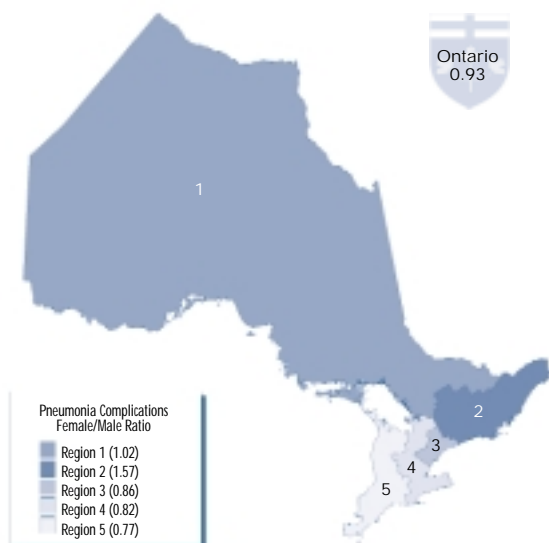 Ontario
0.93
1
2
3
4
5
Pneumonia Complications
Female/Male Ratio
Region 1 (1.02)
Region 2 (1.57)
Region 3 (0.86)
Region 4 (0.82)
Region 5 (0.77)